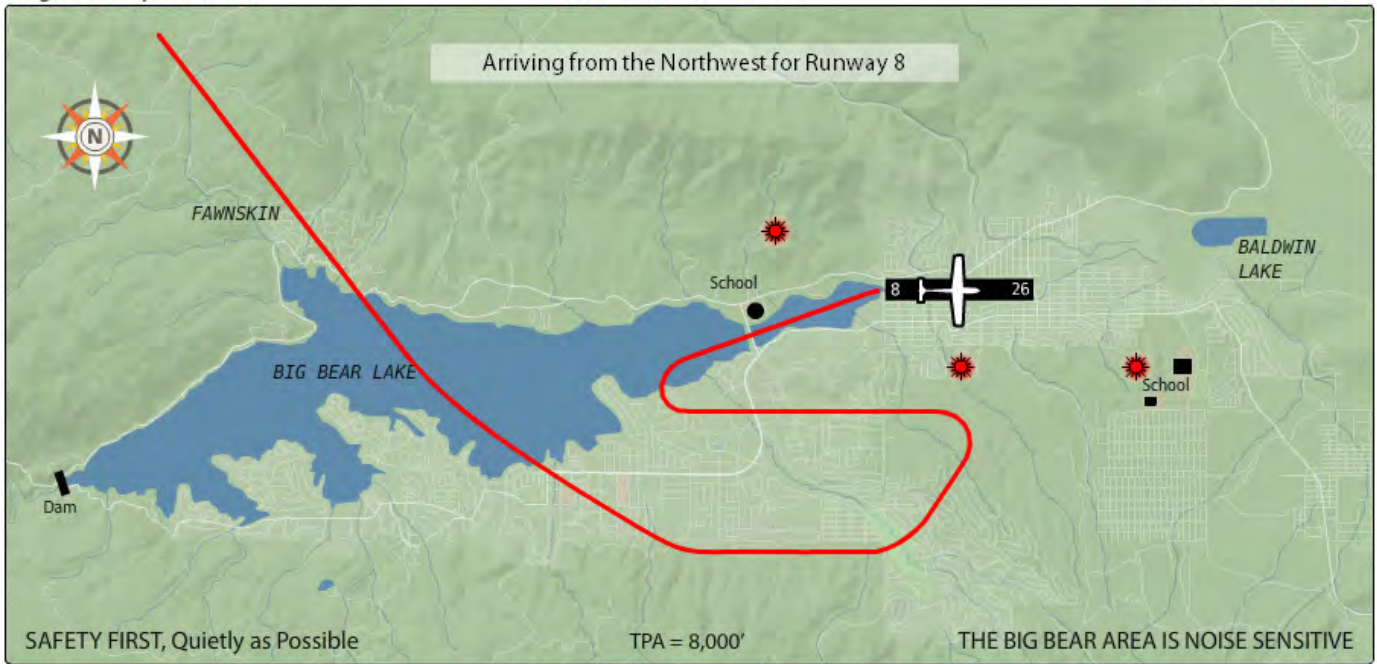 Arriving from the Northwest for Runway 8
N
FAWNSKIN
School
8 26
BALDWIN
LAKE
BIG BEAR LAKE
School
Dam
SAFETY FIRST, Quietly as Possible
TPA = 8,000'
THE BIG BEAR AREA IS NOISE SENSITIVE